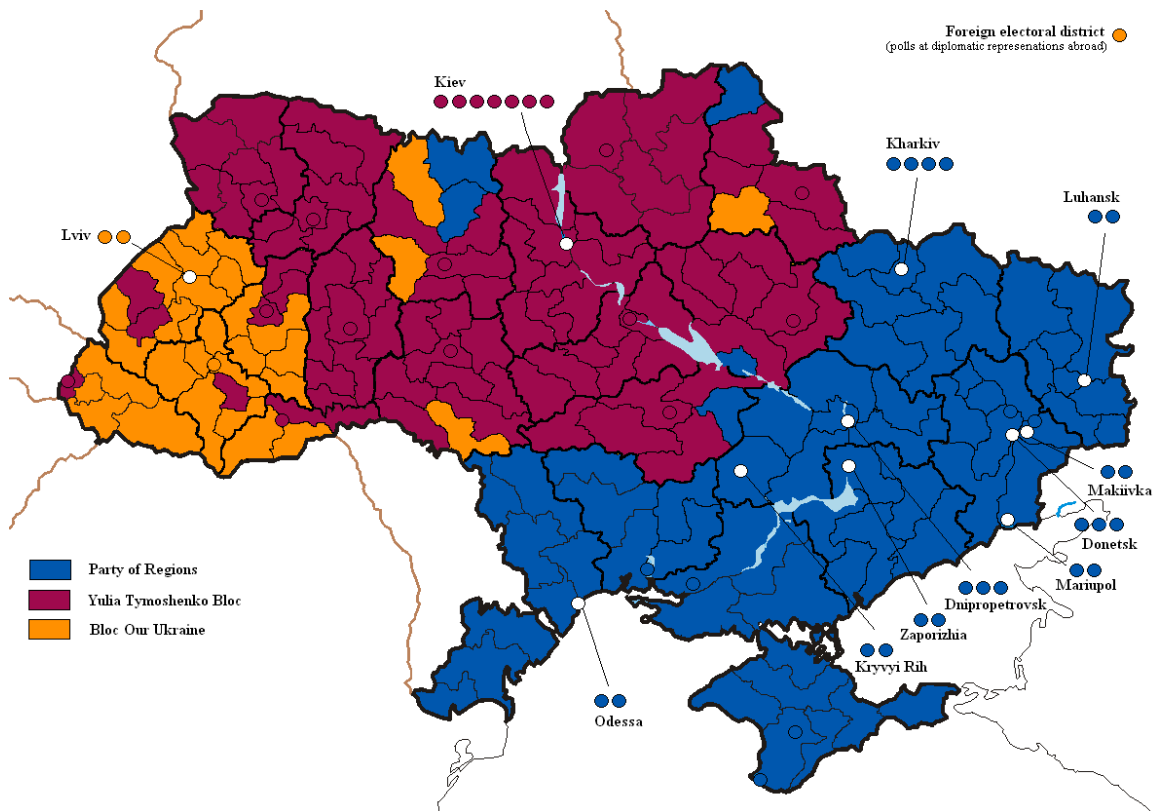 Foreign electoral district
(polls at diplomatic represenations abroad)
Kiev
Kharkiv
Luhansk
Lviv
Makiivka
Donetsk
Mariupol
Dnipropetrovsk
Zaporizhia
Kryvyi Rih
Odessa
Party of Regions
Yulia Tymoshenko Bloc
Bloc Our Ukraine